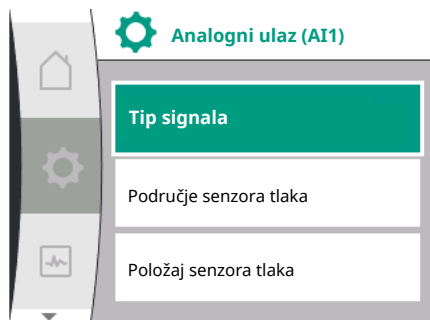 Analogni ulaz (AI1)
Tip signala
Područje senzora tlaka
Položaj senzora tlaka